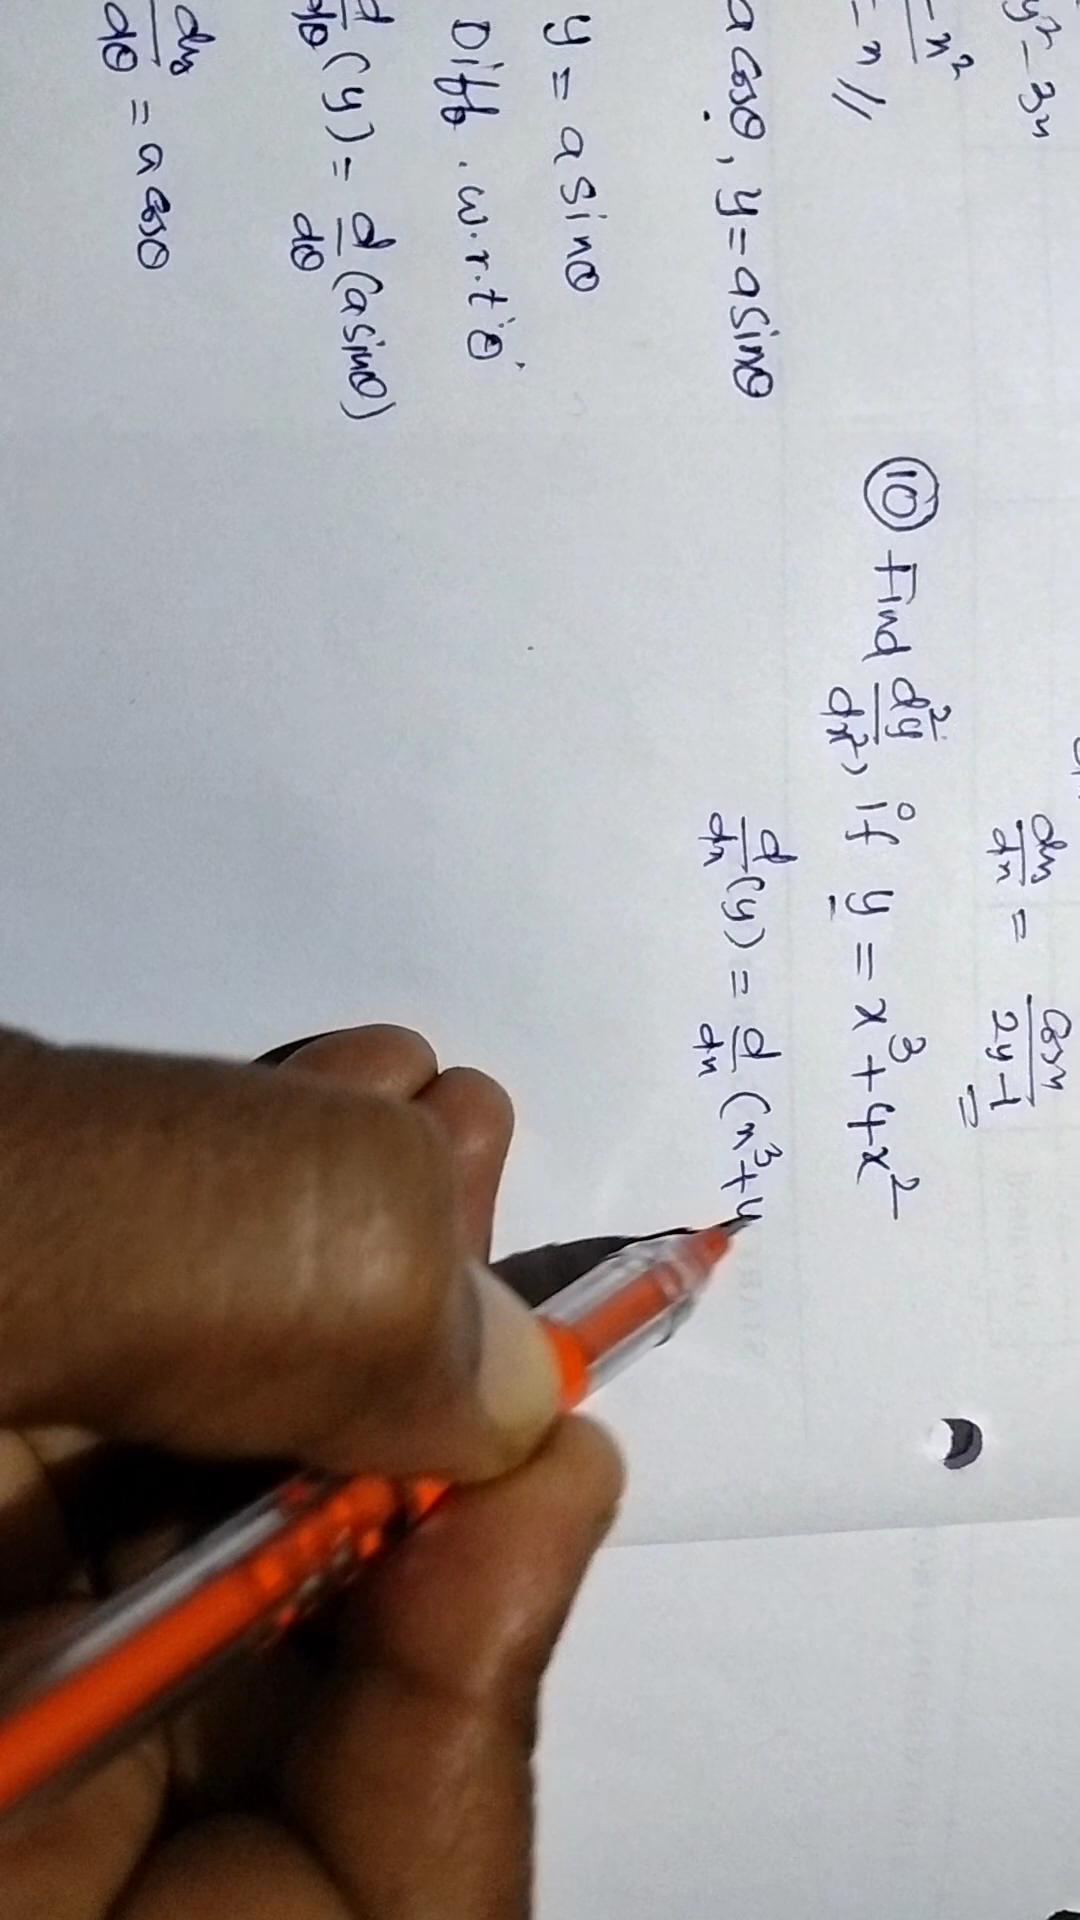 y² - 3x
- x²
= x //
a cosθ, y = a sinθ
y = a sinθ
Diff. w.r.t 'θ'
d/dθ (y) = d/dθ (a sinθ)
dy/dθ = a cosθ
dy/dx = cosx/2y-1
⑩ Find d²y/dx², if y = x³ + 4x²
d/dx (y) = d/dx (x³ + 4